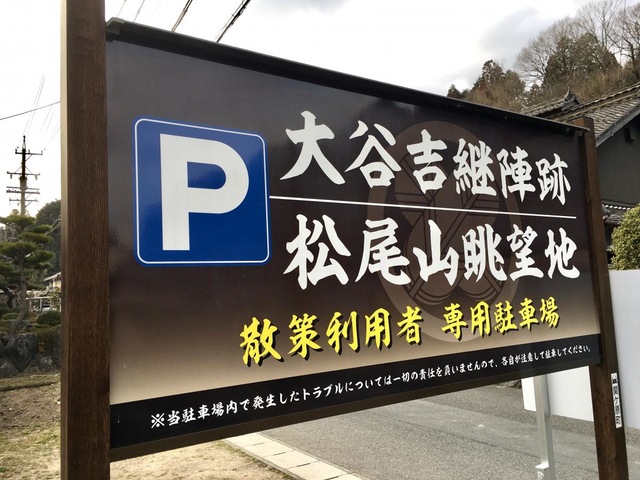 P
大谷吉継陣跡
松尾山眺望地
散策利用者 専用駐車場
※当駐車場内で発生したトラブルについては一切の責任を負いませんので、各自が注意して駐車してください。